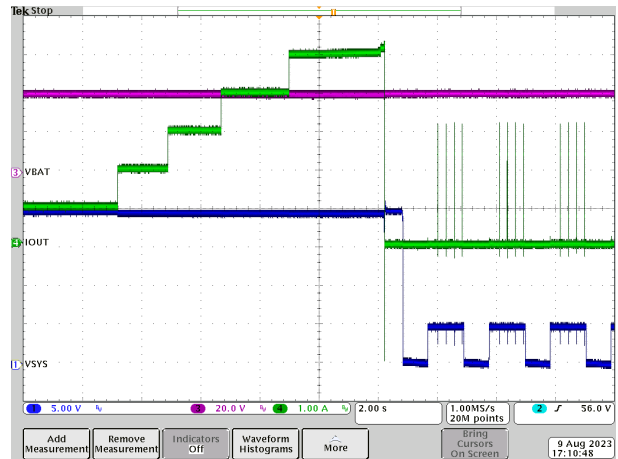 Tek Stop
3 VBAT
4 IOUT
1 VSYS
1 5.00 V 3 20.0 V 4 1.00 A 2.00 s 1.00MS/s 2 56.0 V
20M points
Add Measurement
Remove Measurement
Indicators Off
Waveform Histograms
More
Bring Cursors On Screen
9 Aug 2023
17:10:48